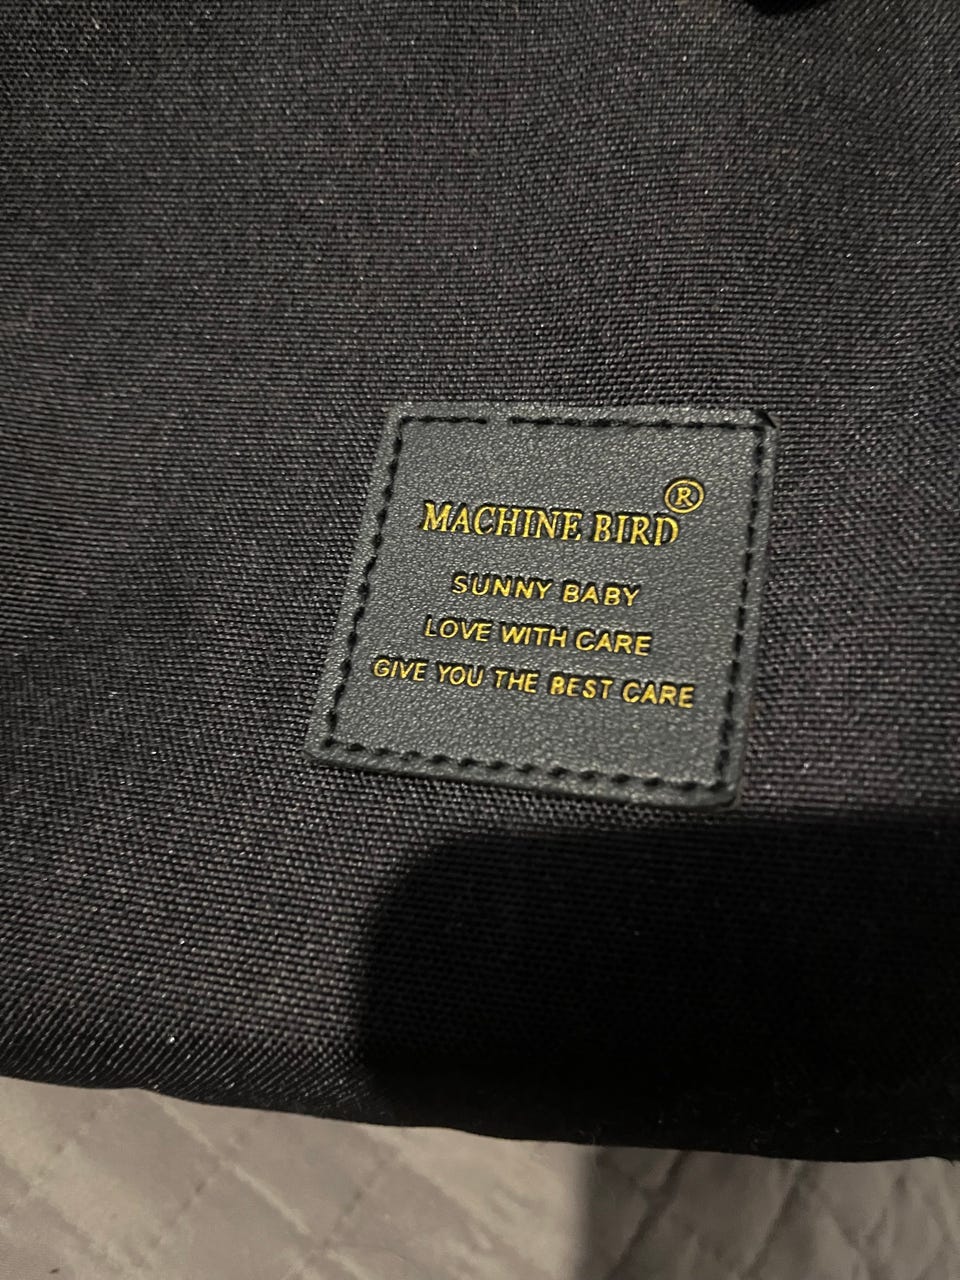 MACHINE BIRD®
SUNNY BABY
LOVE WITH CARE
GIVE YOU THE BEST CARE